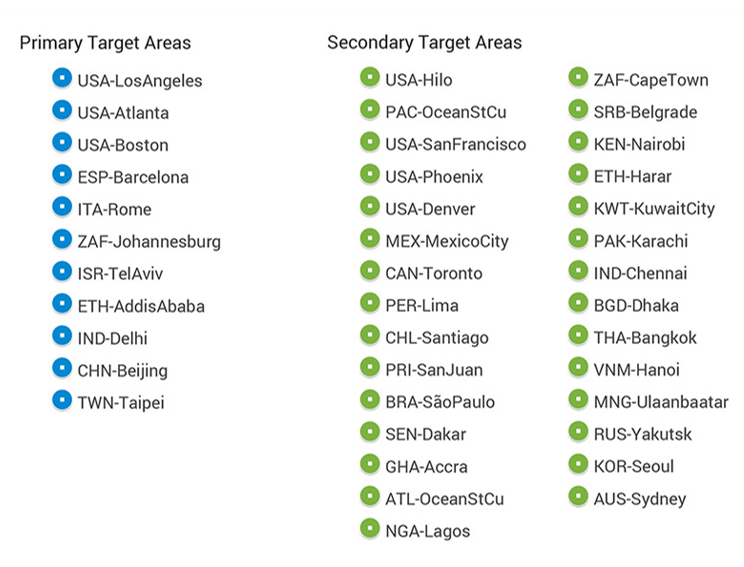 Primary Target Areas
USA-LosAngeles
USA-Atlanta
USA-Boston
ESP-Barcelona
ITA-Rome
ZAF-Johannesburg
ISR-TelAviv
ETH-AddisAbaba
IND-Delhi
CHN-Beijing
TWN-Taipei
Secondary Target Areas
USA-Hilo
PAC-OceanStCu
USA-SanFrancisco
USA-Phoenix
USA-Denver
MEX-MexicoCity
CAN-Toronto
PER-Lima
CHL-Santiago
PRI-SanJuan
BRA-SãoPaulo
SEN-Dakar
GHA-Accra
ATL-OceanStCu
NGA-Lagos
ZAF-CapeTown
SRB-Belgrade
KEN-Nairobi
ETH-Harar
KWT-KuwaitCity
PAK-Karachi
IND-Chennai
BGD-Dhaka
THA-Bangkok
VNM-Hanoi
MNG-Ulaanbaatar
RUS-Yakutsk
KOR-Seoul
AUS-Sydney